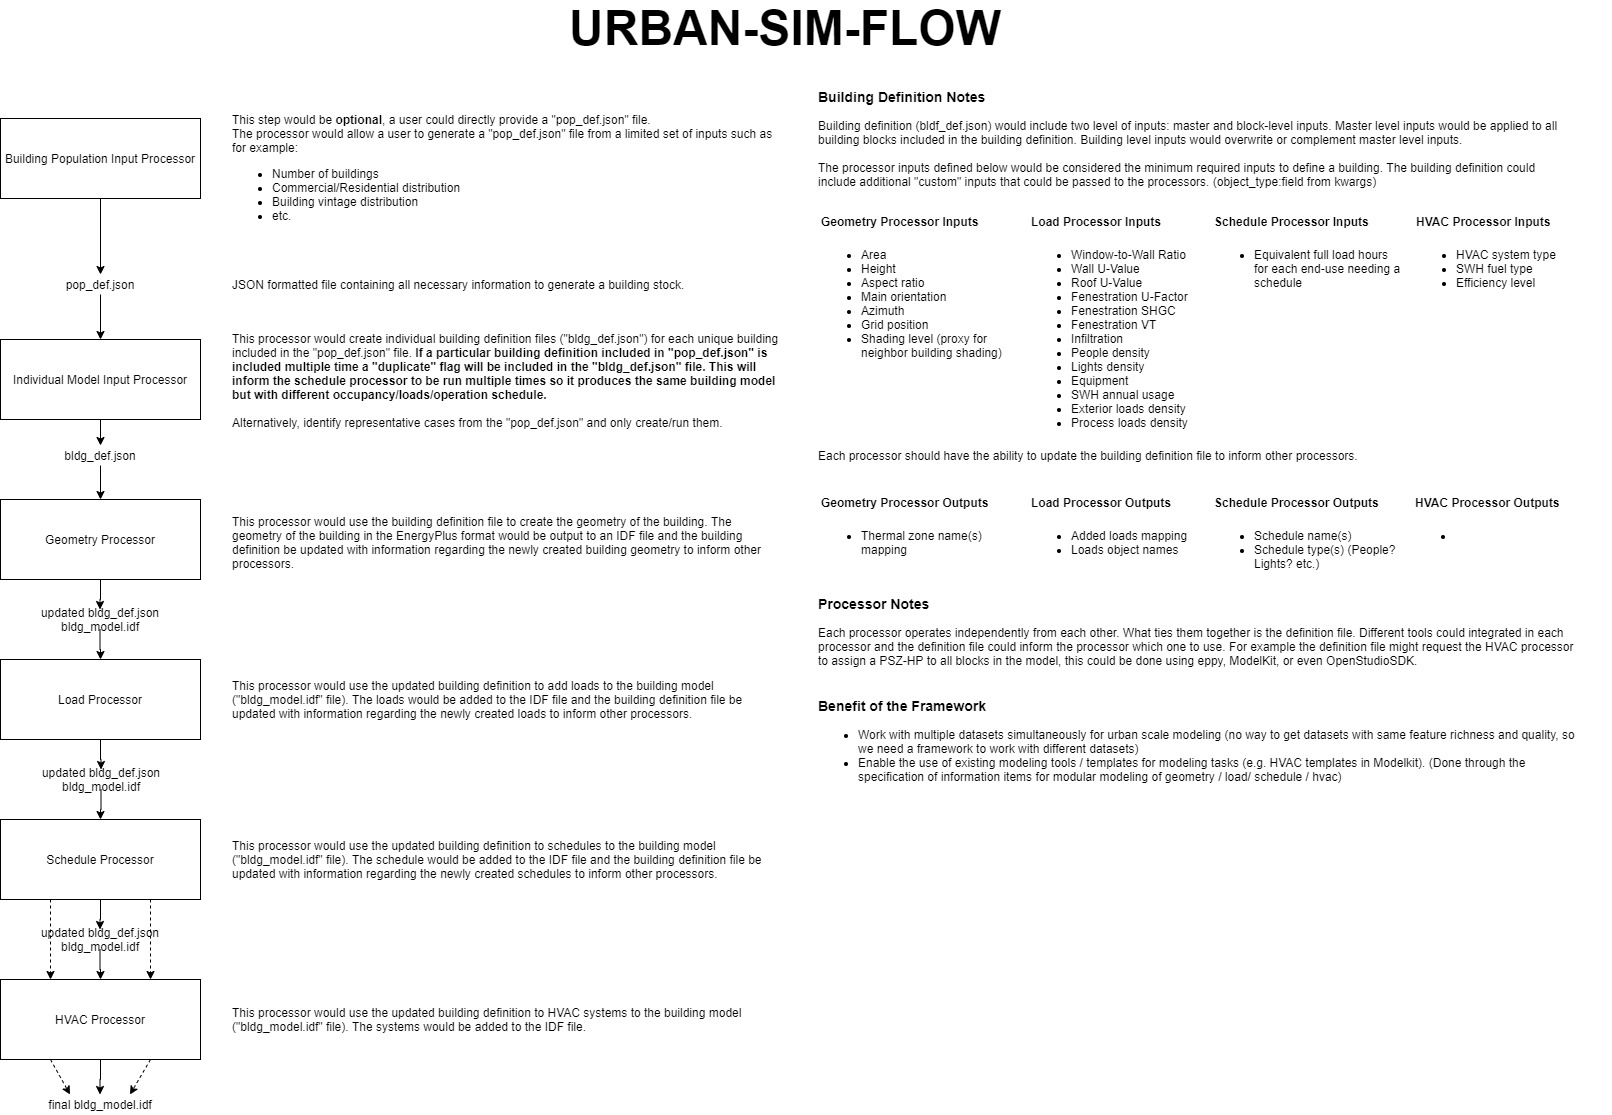 URBAN-SIM-FLOW
Building Population Input Processor
This step would be optional, a user could directly provide a "pop_def.json" file.
The processor would allow a user to generate a "pop_def.json" file from a limited set of inputs such as
for example:
• Number of buildings
• Commercial/Residential distribution
• Building vintage distribution
• etc.
pop_def.json
JSON formatted file containing all necessary information to generate a building stock.
Individual Model Input Processor
This processor would create individual building definition files ("bldg_def.json") for each unique building
included in the "pop_def.json" file. If a particular building definition included in "pop_def.json" is
included multiple time a "duplicate" flag will be included in the "bldg_def.json" file. This will
inform the schedule processor to be run multiple times so it produces the same building model
but with different occupancy/loads/operation schedule.
Alternatively, identify representative cases from the "pop_def.json" and only create/run them.
bldg_def.json
Geometry Processor
This processor would use the building definition file to create the geometry of the building. The
geometry of the building in the EnergyPlus format would be output to an IDF file and the building
definition be updated with information regarding the newly created building geometry to inform other
processors.
updated bldg_def.json
bldg_model.idf
Load Processor
This processor would use the updated building definition to add loads to the building model
("bldg_model.idf" file). The loads would be added to the IDF file and the building definition file be
updated with information regarding the newly created loads to inform other processors.
updated bldg_def.json
bldg_model.idf
Schedule Processor
This processor would use the updated building definition to schedules to the building model
("bldg_model.idf" file). The schedule would be added to the IDF file and the building definition file be
updated with information regarding the newly created schedules to inform other processors.
updated bldg_def.json
bldg_model.idf
HVAC Processor
This processor would use the updated building definition to HVAC systems to the building model
("bldg_model.idf" file). The systems would be added to the IDF file.
final bldg_model.idf
Building Definition Notes
Building definition (bldf_def.json) would include two level of inputs: master and block-level inputs. Master level inputs would be applied to all
building blocks included in the building definition. Building level inputs would overwrite or complement master level inputs.
The processor inputs defined below would be considered the minimum required inputs to define a building. The building definition could
include additional "custom" inputs that could be passed to the processors. (object_type:field from kwargs)
Geometry Processor Inputs
• Area
• Height
• Aspect ratio
• Main orientation
• Azimuth
• Grid position
• Shading level (proxy for
neighbor building shading)
Load Processor Inputs
• Window-to-Wall Ratio
• Wall U-Value
• Roof U-Value
• Fenestration U-Factor
• Fenestration SHGC
• Fenestration VT
• Infiltration
• People density
• Lights density
• Equipment
• SWH annual usage
• Exterior loads density
• Process loads density
Schedule Processor Inputs
• Equivalent full load hours
for each end-use needing a
schedule
HVAC Processor Inputs
• HVAC system type
• SWH fuel type
• Efficiency level
Each processor should have the ability to update the building definition file to inform other processors.
Geometry Processor Outputs
• Thermal zone name(s)
mapping
Load Processor Outputs
• Added loads mapping
• Loads object names
Schedule Processor Outputs
• Schedule name(s)
• Schedule type(s) (People?
Lights? etc.)
HVAC Processor Outputs
•
Processor Notes
Each processor operates independently from each other. What ties them together is the definition file. Different tools could integrated in each
processor and the definition file could inform the processor which one to use. For example the definition file might request the HVAC processor
to assign a PSZ-HP to all blocks in the model, this could be done using eppy, ModelKit, or even OpenStudioSDK.
Benefit of the Framework
• Work with multiple datasets simultaneously for urban scale modeling (no way to get datasets with same feature richness and quality, so
we need a framework to work with different datasets)
• Enable the use of existing modeling tools / templates for modeling tasks (e.g. HVAC templates in Modelkit). (Done through the
specification of information items for modular modeling of geometry / load/ schedule / hvac)